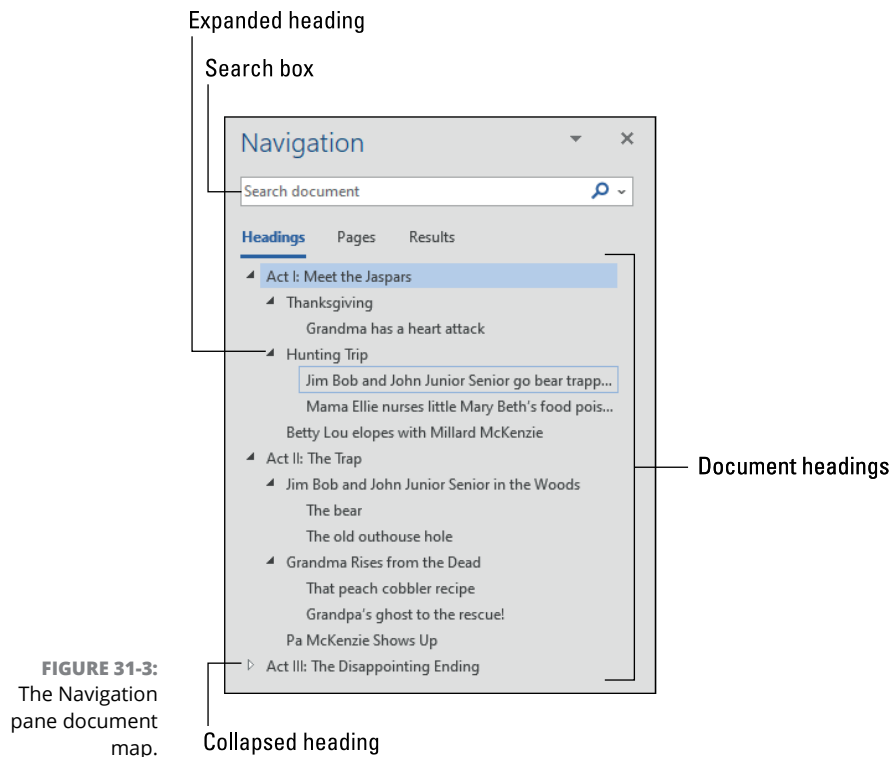 Expanded heading
Search box
Navigation
Search document
Headings Pages Results
Act I: Meet the Jaspars
Thanksgiving
Grandma has a heart attack
Hunting Trip
Jim Bob and John Junior Senior go bear trapp...
Mama Ellie nurses little Mary Beth's food pois...
Betty Lou elopes with Millard McKenzie
Act II: The Trap
Document headings
Jim Bob and John Junior Senior in the Woods
The bear
The old outhouse hole
Grandma Rises from the Dead
That peach cobbler recipe
Grandpa's ghost to the rescue!
Pa McKenzie Shows Up
Act III: The Disappointing Ending
Collapsed heading
FIGURE 31-3:
The Navigation
pane document
map.